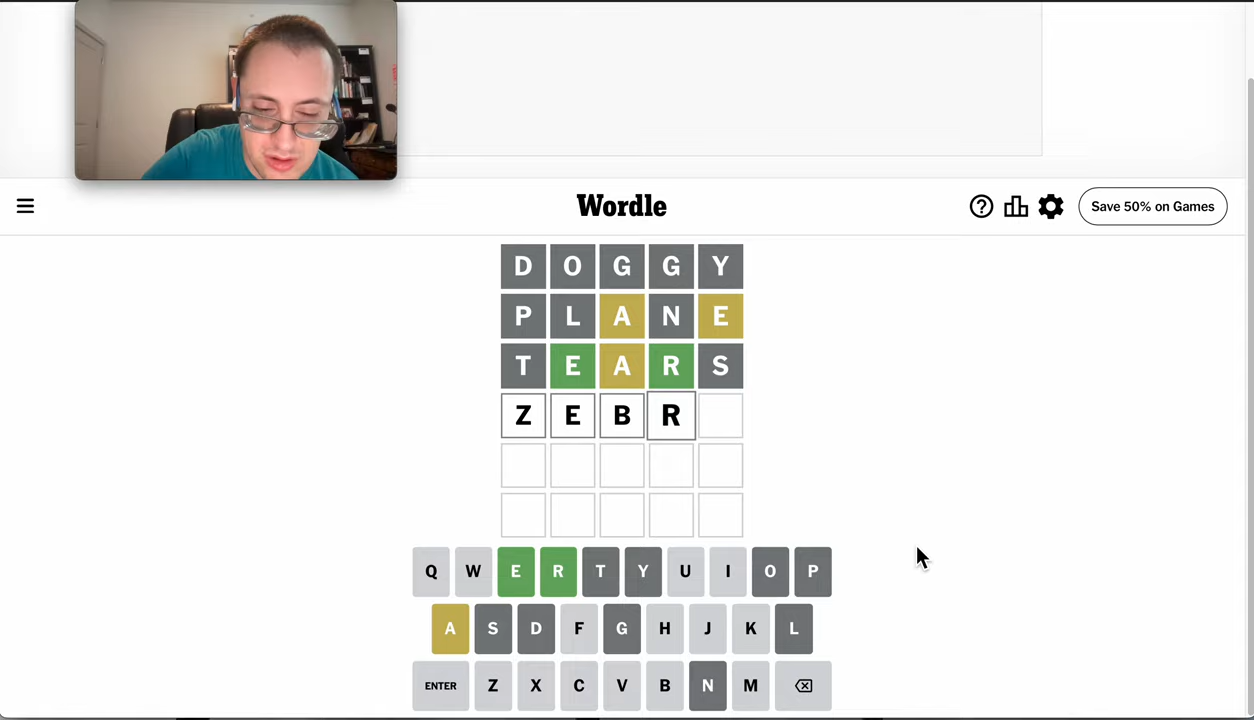 Wordle
Save 50% on Games
D O G G Y
P L A N E
T E A R S
Z E B R
Q W E R T Y U I O P
A S D F G H J K L
ENTER Z X C V B N M